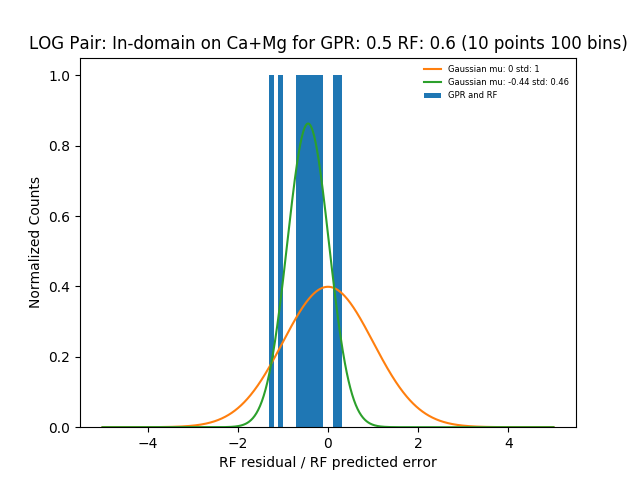 LOG Pair: In-domain on Ca+Mg for GPR: 0.5 RF: 0.6 (10 points 100 bins)
Gaussian mu: 0 std: 1
Gaussian mu: -0.44 std: 0.46
GPR and RF
Normalized Counts
1.0
0.8
0.6
0.4
0.2
0.0
−4
−2
0
2
4
RF residual / RF predicted error